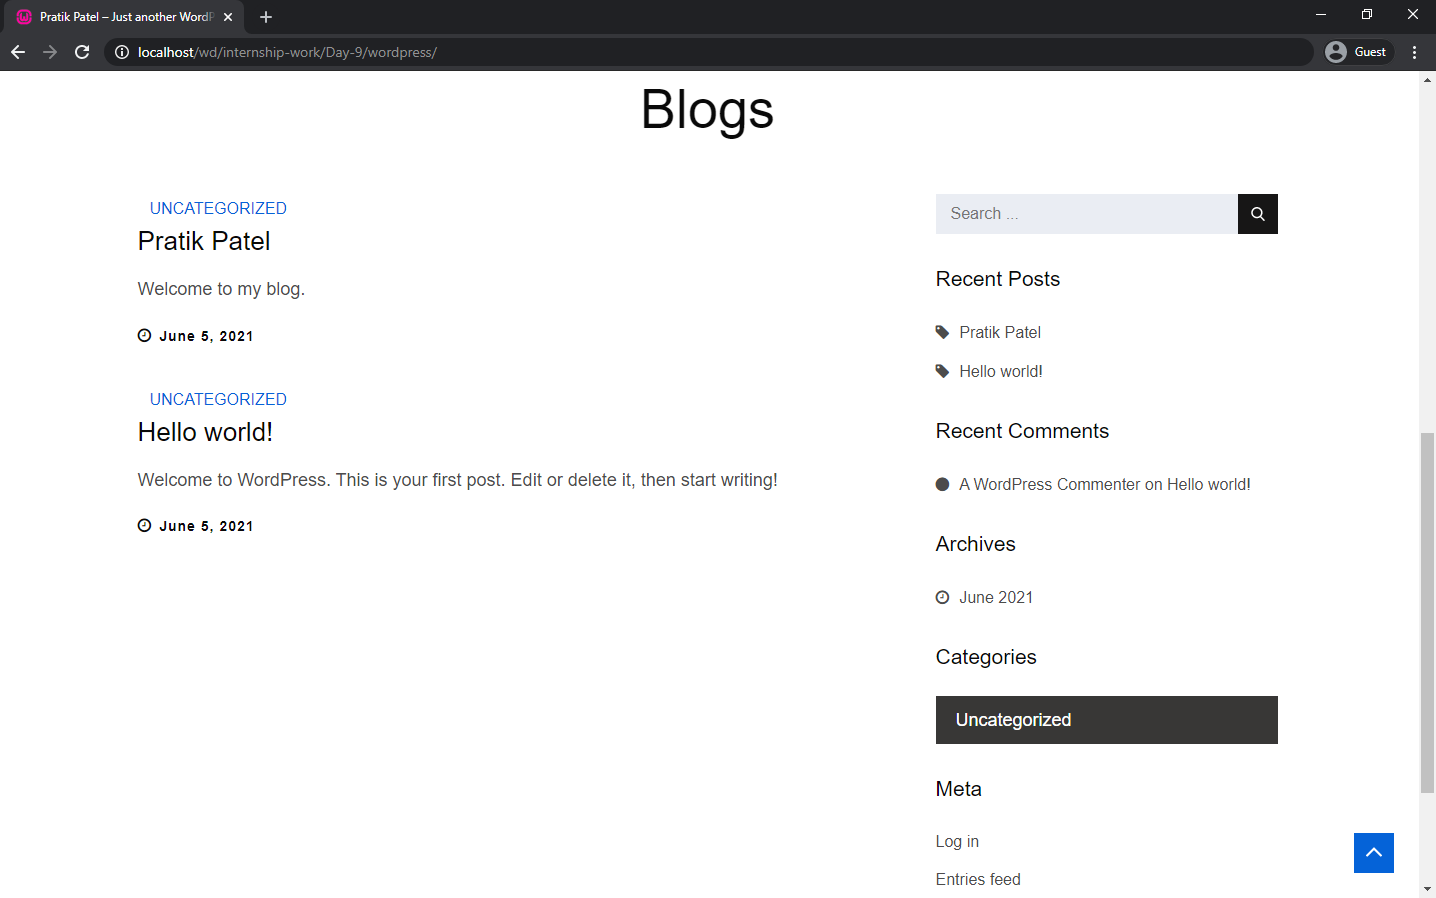 Pratik Patel – Just another WordP
localhost/wd/internship-work/Day-9/wordpress/
Guest
Blogs
UNCATEGORIZED
Pratik Patel
Welcome to my blog.
June 5, 2021
UNCATEGORIZED
Hello world!
Welcome to WordPress. This is your first post. Edit or delete it, then start writing!
June 5, 2021
Search ...
Recent Posts
Pratik Patel
Hello world!
Recent Comments
A WordPress Commenter on Hello world!
Archives
June 2021
Categories
Uncategorized
Meta
Log in
Entries feed